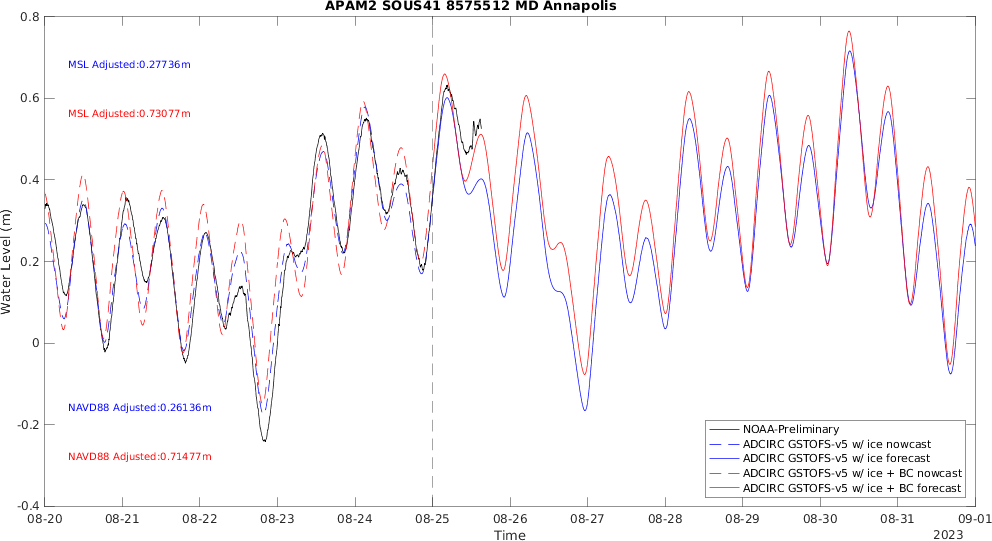 APAM2 SOUS41 8575512 MD Annapolis
0.8
0.6
0.4
0.2
0
-0.2
-0.4
Water Level (m)
MSL Adjusted:0.27736m
MSL Adjusted:0.73077m
NAVD88 Adjusted:0.26136m
NAVD88 Adjusted:0.71477m
NOAA-Preliminary
ADCIRC GSTOFS-v5 w/ ice nowcast
ADCIRC GSTOFS-v5 w/ ice forecast
ADCIRC GSTOFS-v5 w/ ice + BC nowcast
ADCIRC GSTOFS-v5 w/ ice + BC forecast
08-20 08-21 08-22 08-23 08-24 08-25 08-26 08-27 08-28 08-29 08-30 08-31 09-01
Time
2023